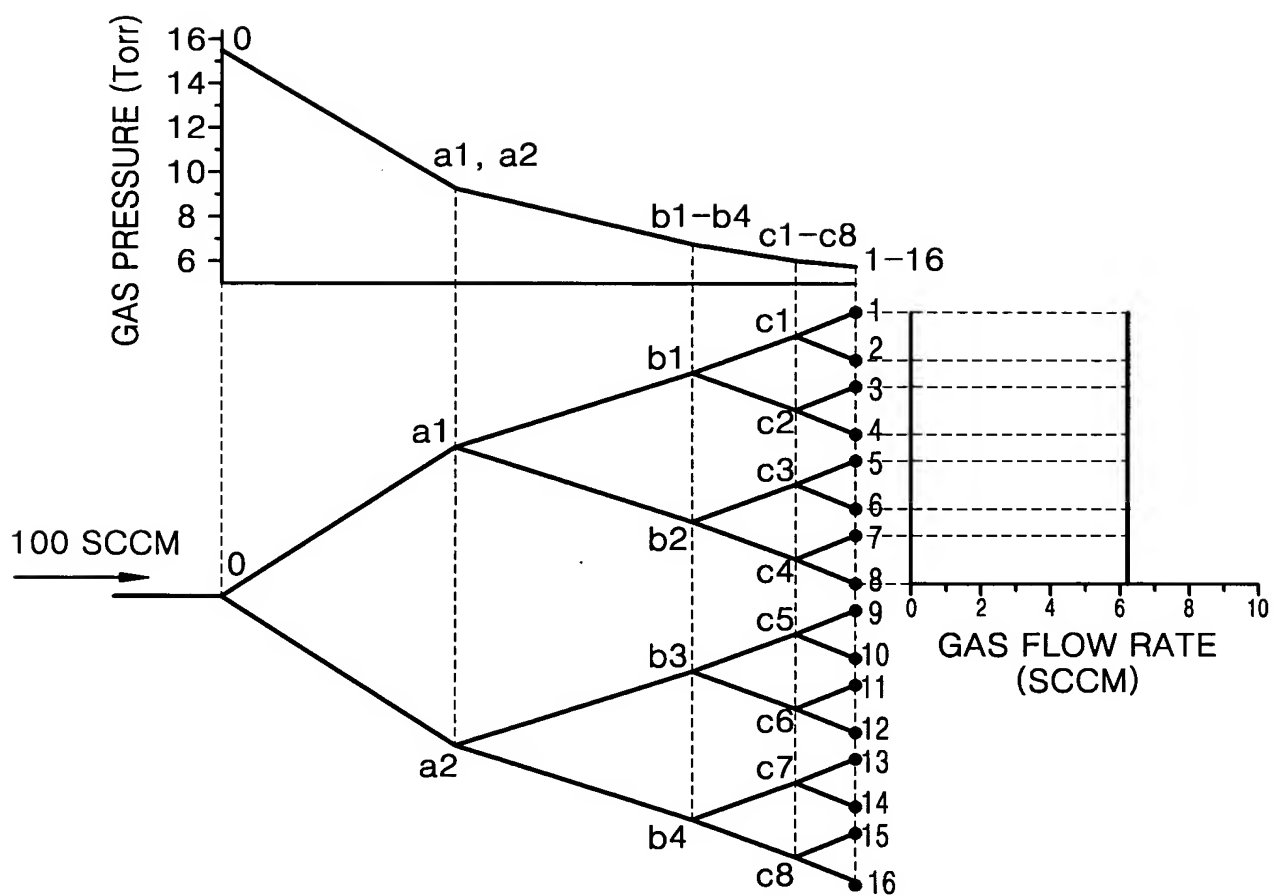 GAS PRESSURE (Torr)
16
14
12
10
8
6
0
a1, a2
b1-b4
c1-c8
1-16
100 SCCM
0
a1
a2
b1
b2
b3
b4
c1
c2
c3
c4
c5
c6
c7
c8
1
2
3
4
5
6
7
8
9
10
11
12
13
14
15
16
0 2 4 6 8 10
GAS FLOW RATE
(SCCM)